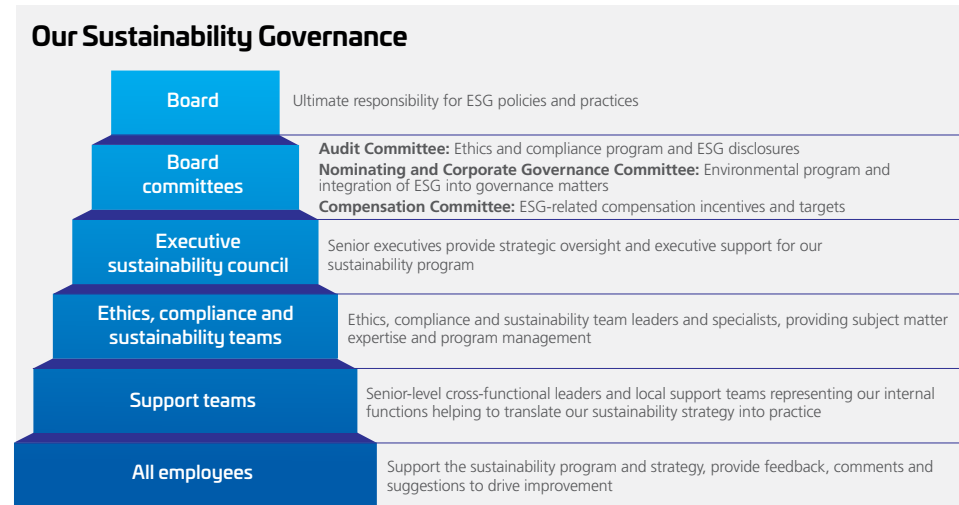 Our Sustainability Governance
Board
Ultimate responsibility for ESG policies and practices
Board
committees
Audit Committee: Ethics and compliance program and ESG disclosures
Nominating and Corporate Governance Committee: Environmental program and
integration of ESG into governance matters
Compensation Committee: ESG-related compensation incentives and targets
Executive
sustainability council
Senior executives provide strategic oversight and executive support for our
sustainability program
Ethics, compliance and
sustainability teams
Ethics, compliance and sustainability team leaders and specialists, providing subject matter
expertise and program management
Support teams
Senior-level cross-functional leaders and local support teams representing our internal
functions helping to translate our sustainability strategy into practice
All employees
Support the sustainability program and strategy, provide feedback, comments and
suggestions to drive improvement